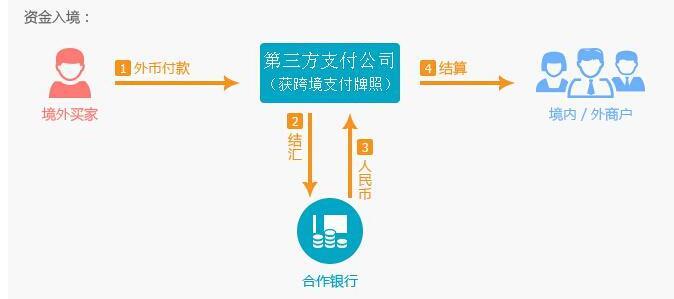 资金入境：
1 外币付款
第三方支付公司
（获跨境支付牌照）
4 结算
境外买家
境内 / 外商户
2 结汇
3 人民币
合作银行